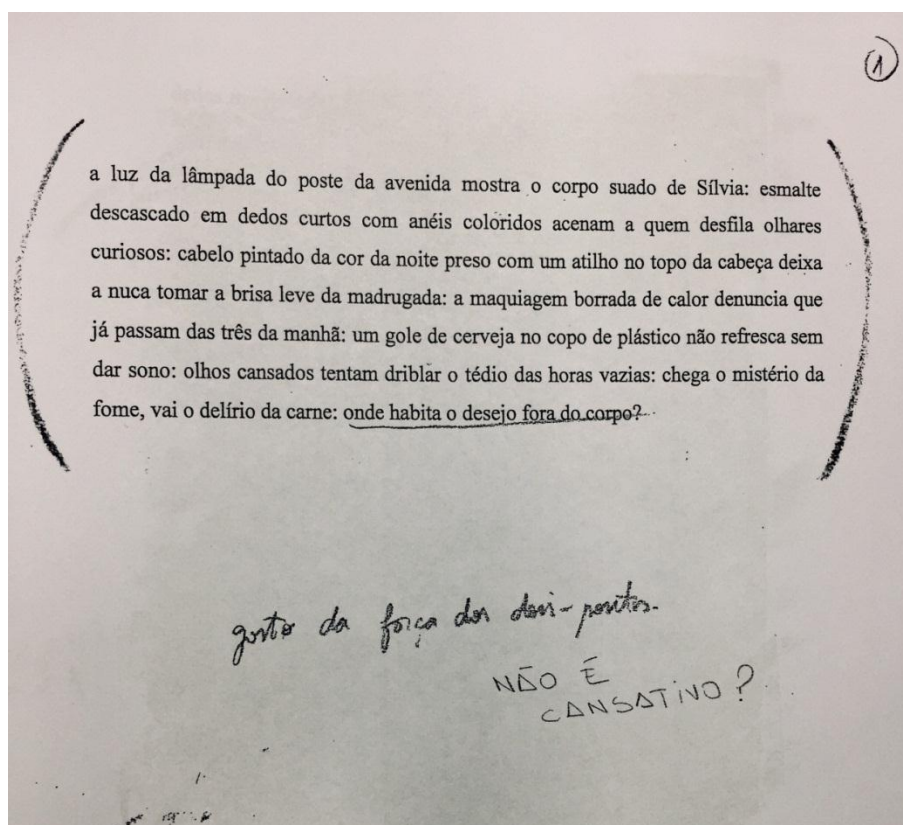 1
a luz da lâmpada do poste da avenida mostra o corpo suado de Sílvia: esmalte
descascado em dedos curtos com anéis coloridos acenam a quem desfila olhares
curiosos: cabelo pintado da cor da noite preso com um atilho no topo da cabeça deixa
a nuca tomar a brisa leve da madrugada: a maquiagem borrada de calor denuncia que
já passam das três da manhã: um gole de cerveja no copo de plástico não refresca sem
dar sono: olhos cansados tentam driblar o tédio das horas vazias: chega o mistério da
fome, vai o delírio da carne: onde habita o desejo fora do corpo?
gosto da força dos dois-pontos.
NÃO É
CANSATIVO?